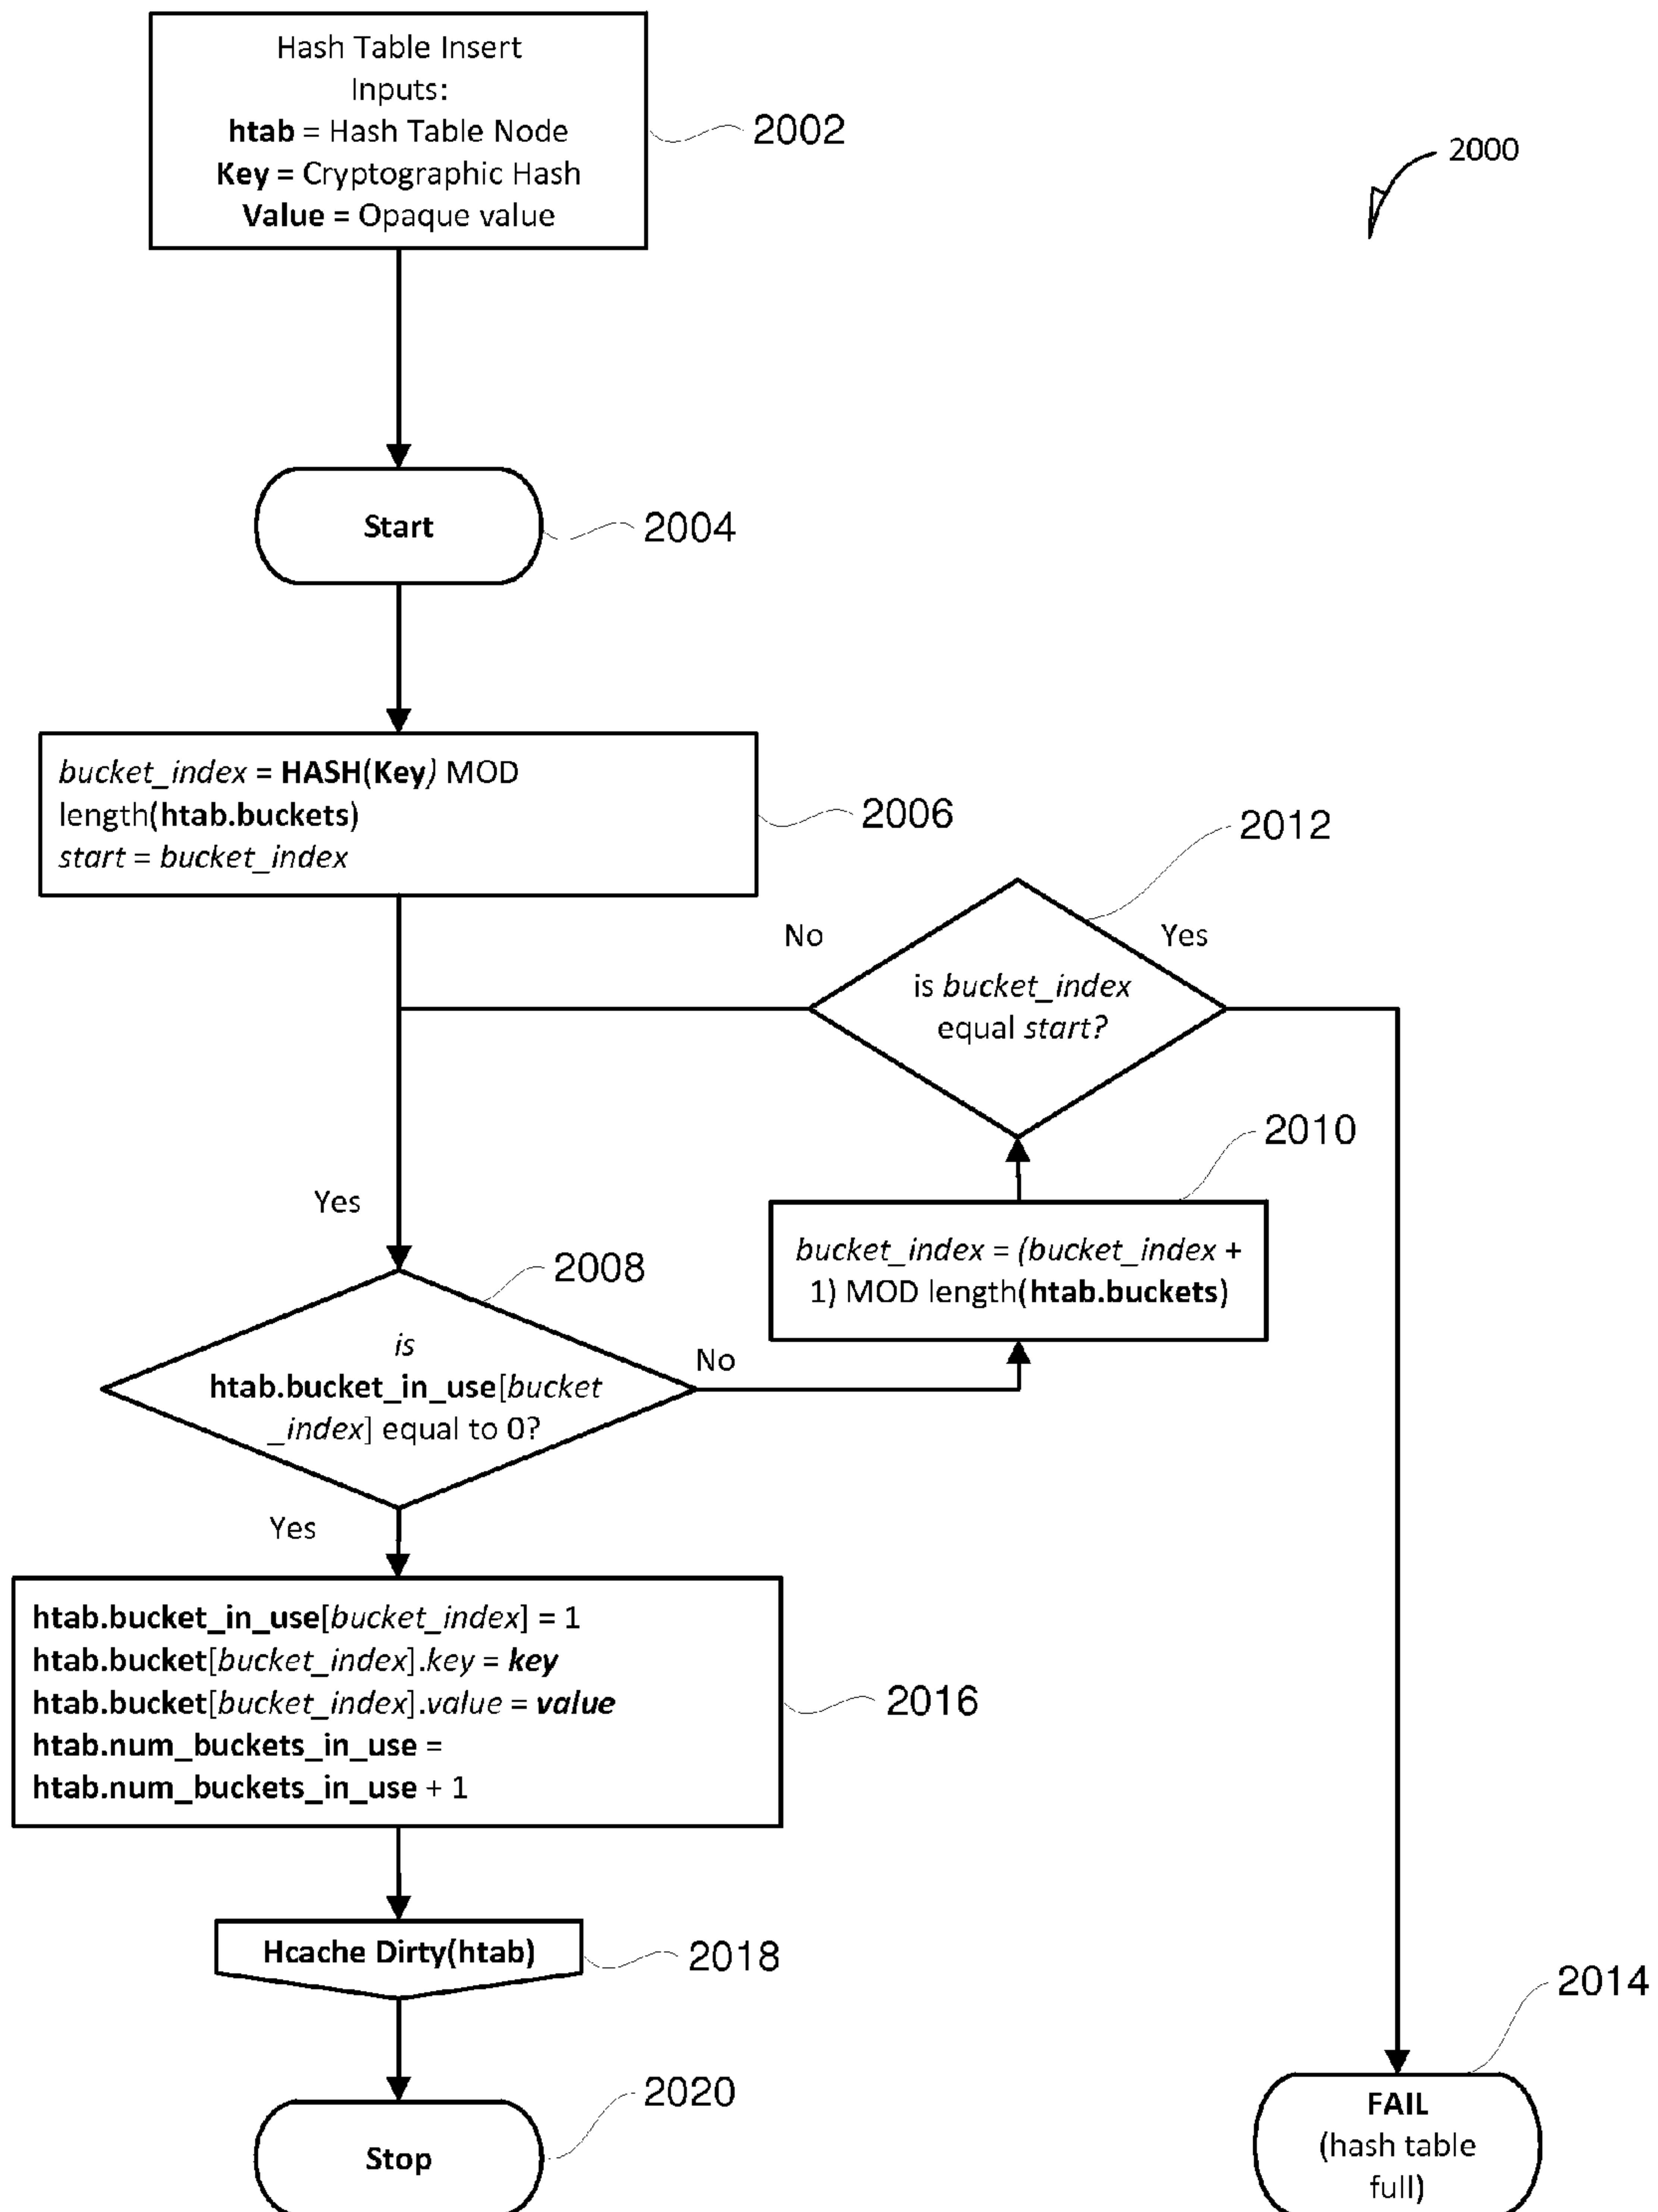 Hash Table Insert
Inputs:
htab = Hash Table Node
Key = Cryptographic Hash
Value = Opaque value
2002
2000
Start
2004
bucket_index = HASH(Key) MOD
length(htab.buckets)
start = bucket_index
2006
2012
No
Yes
is bucket_index
equal start?
2010
Yes
bucket_index = (bucket_index +
1) MOD length(htab.buckets)
2008
is
htab.bucket_in_use[bucket
_index] equal to 0?
No
Yes
htab.bucket_in_use[bucket_index] = 1
htab.bucket[bucket_index].key = key
htab.bucket[bucket_index].value = value
htab.num_buckets_in_use =
htab.num_buckets_in_use + 1
2016
Hcache Dirty(htab)
2018
2014
2020
Stop
FAIL
(hash table
full)